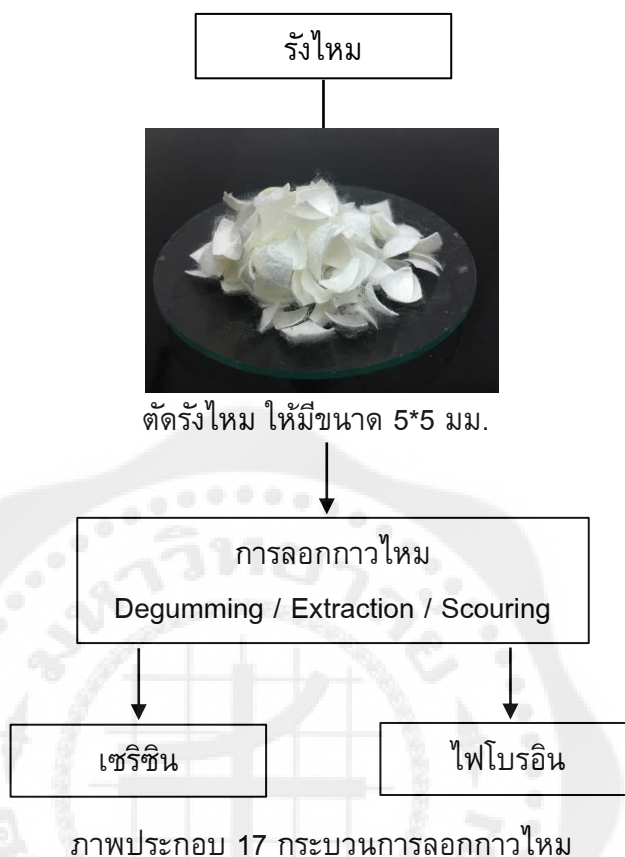 รังไหม
ตัดรังไหม ให้มีขนาด 5*5 มม.
การลอกกาวไหม
Degumming / Extraction / Scouring
เซริซิน
ไฟโบรอิน
ภาพประกอบ 17 กระบวนการลอกกาวไหม